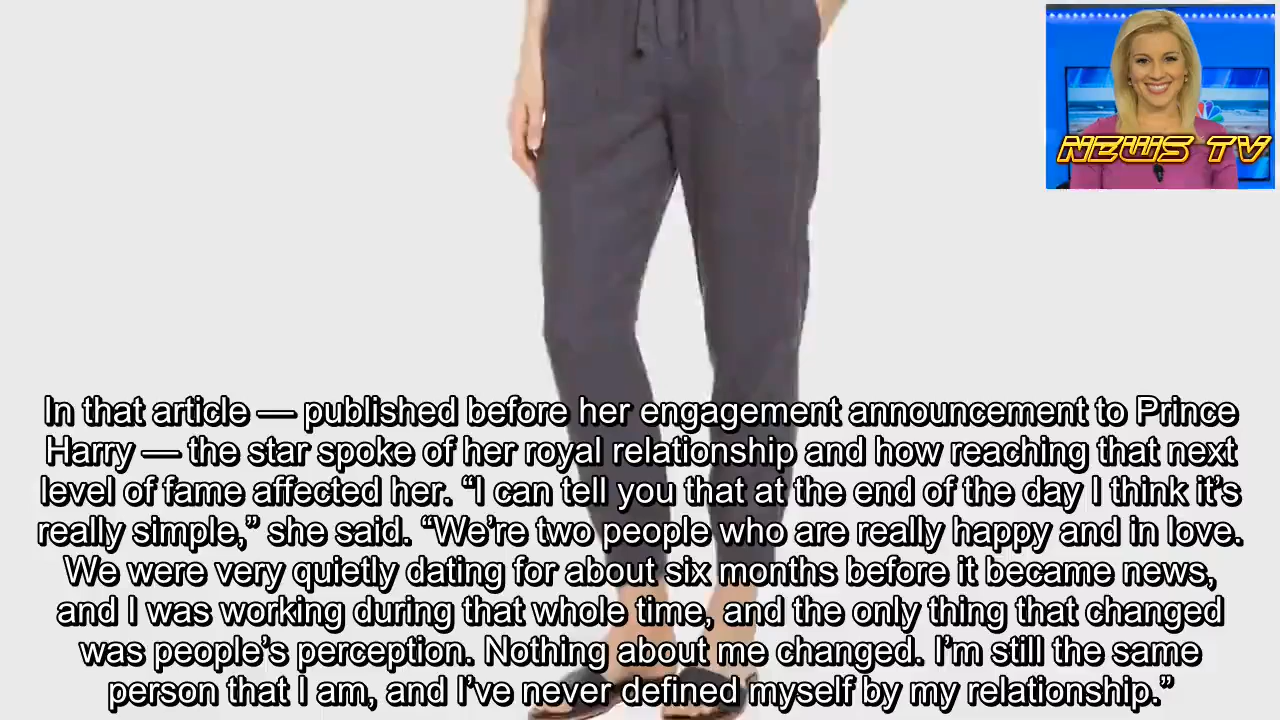 NEWS TV
In that article — published before her engagement announcement to Prince
Harry — the star spoke of her royal relationship and how reaching that next
level of fame affected her. “I can tell you that at the end of the day I think it’s
really simple,” she said. “We’re two people who are really happy and in love.
We were very quietly dating for about six months before it became news,
and I was working during that whole time, and the only thing that changed
was people’s perception. Nothing about me changed. I’m still the same
person that I am, and I’ve never defined myself by my relationship.”